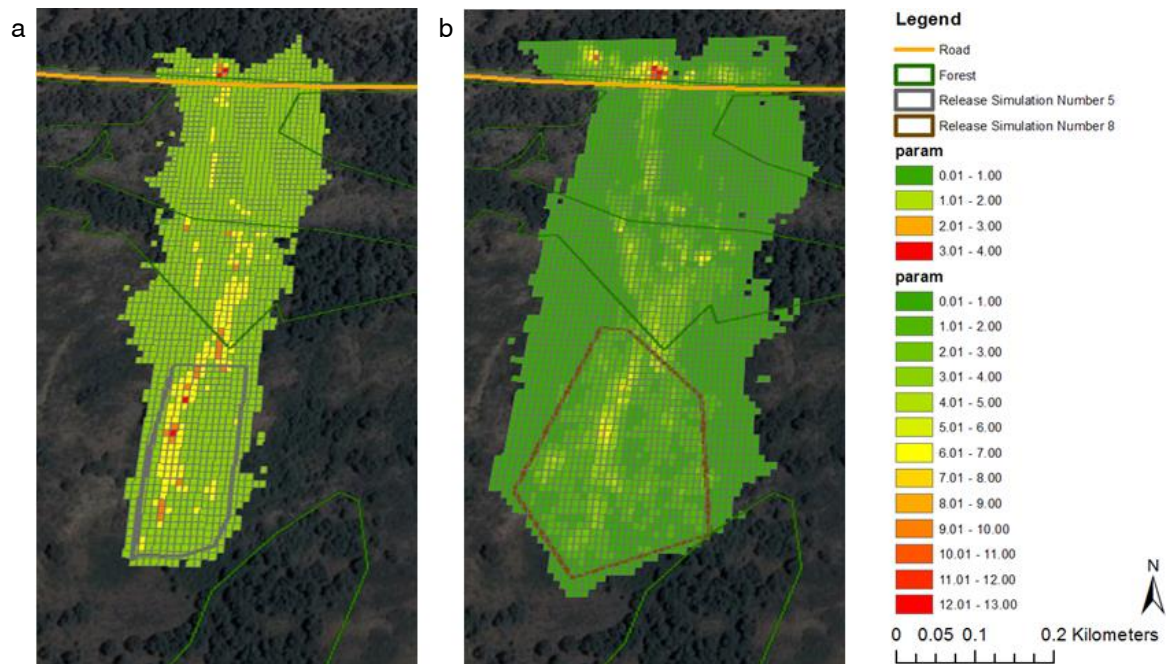 a
b
Legend
Road
Forest
Release Simulation Number 5
Release Simulation Number 8
param
0.01 - 1.00
1.01 - 2.00
2.01 - 3.00
3.01 - 4.00
param
0.01 - 1.00
1.01 - 2.00
2.01 - 3.00
3.01 - 4.00
4.01 - 5.00
5.01 - 6.00
6.01 - 7.00
7.01 - 8.00
8.01 - 9.00
9.01 - 10.00
10.01 - 11.00
11.01 - 12.00
12.01 - 13.00
N
0 0.05 0.1 0.2 Kilometers